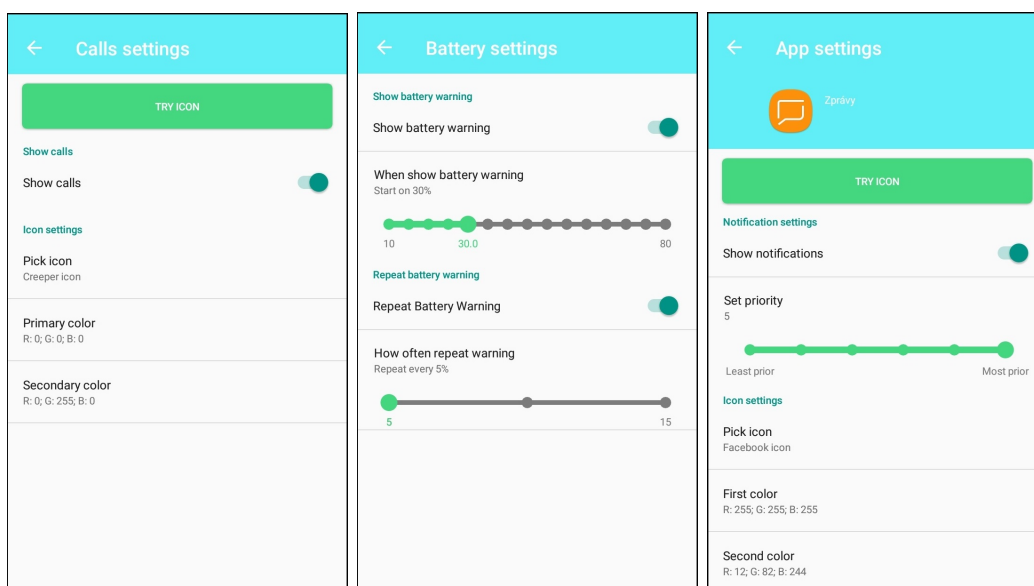 Calls settings
TRY ICON
Show calls
Show calls
Icon settings
Pick icon
Creeper icon
Primary color
R: 0; G: 0; B: 0
Secondary color
R: 0; G: 255; B: 0
Battery settings
Show battery warning
Show battery warning
When show battery warning
Start on 30%
10 30.0 80
Repeat battery warning
Repeat Battery Warning
How often repeat warning
Repeat every 5%
5 15
App settings
Zprávy
TRY ICON
Notification settings
Show notifications
Set priority
5
Least prior Most prior
Icon settings
Pick icon
Facebook icon
First color
R: 255; G: 255; B: 255
Second color
R: 12; G: 82; B: 244